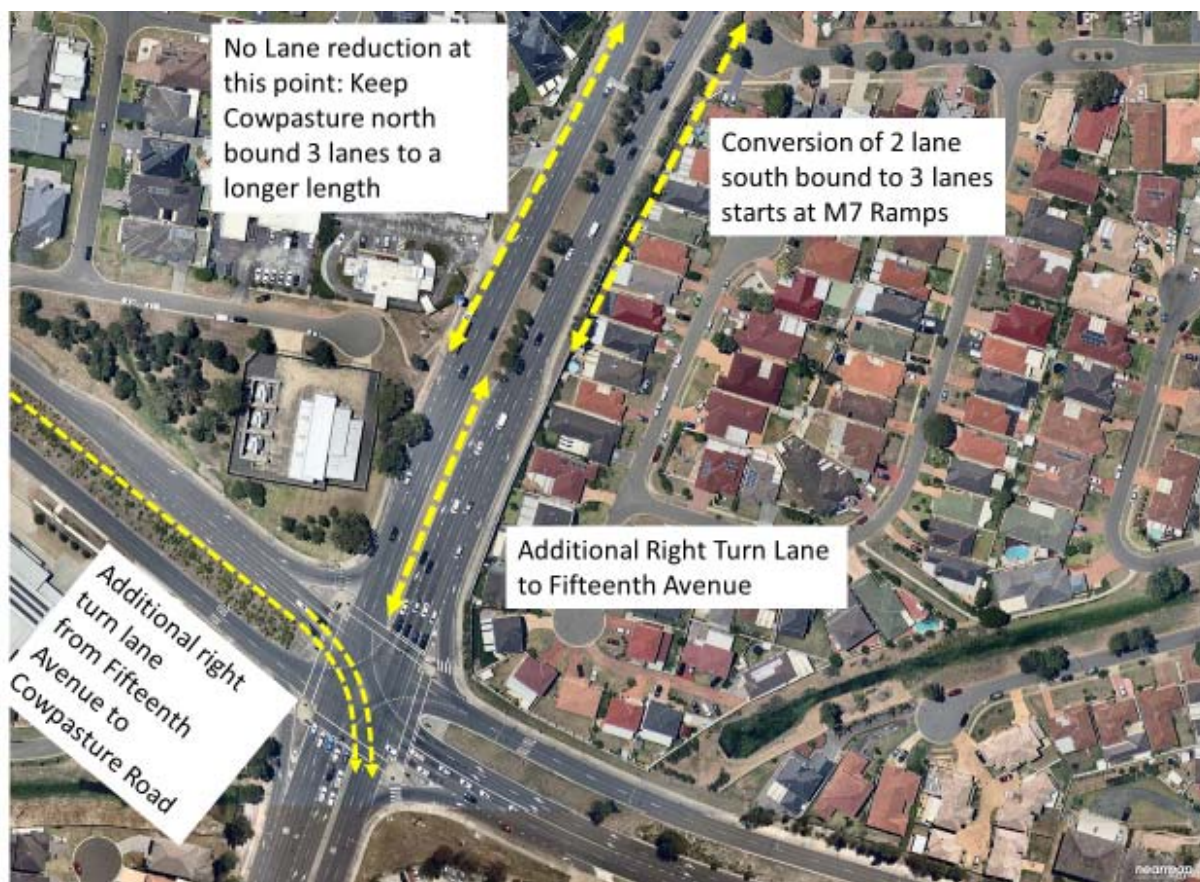 No Lane reduction at
this point: Keep
Cowpasture north
bound 3 lanes to a
longer length
Conversion of 2 lane
south bound to 3 lanes
starts at M7 Ramps
Additional Right Turn Lane
to Fifteenth Avenue
Additional right
turn lane
from Fifteenth
Avenue to
Cowpasture Road
nearmap